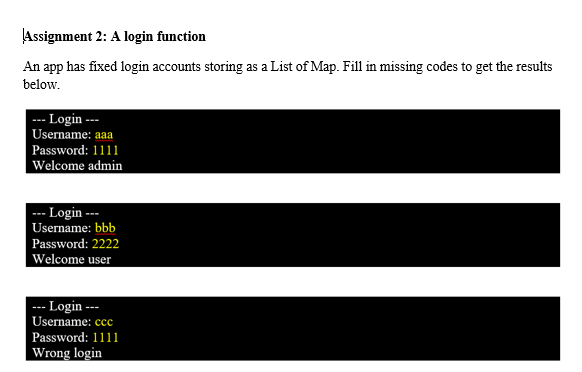 Assignment 2: A login function
An app has fixed login accounts storing as a List of Map. Fill in missing codes to get the results
below.
--- Login ---
Username: aaa
Password: 1111
Welcome admin
--- Login ---
Username: bbb
Password: 2222
Welcome user
--- Login ---
Username: ccc
Password: 1111
Wrong login